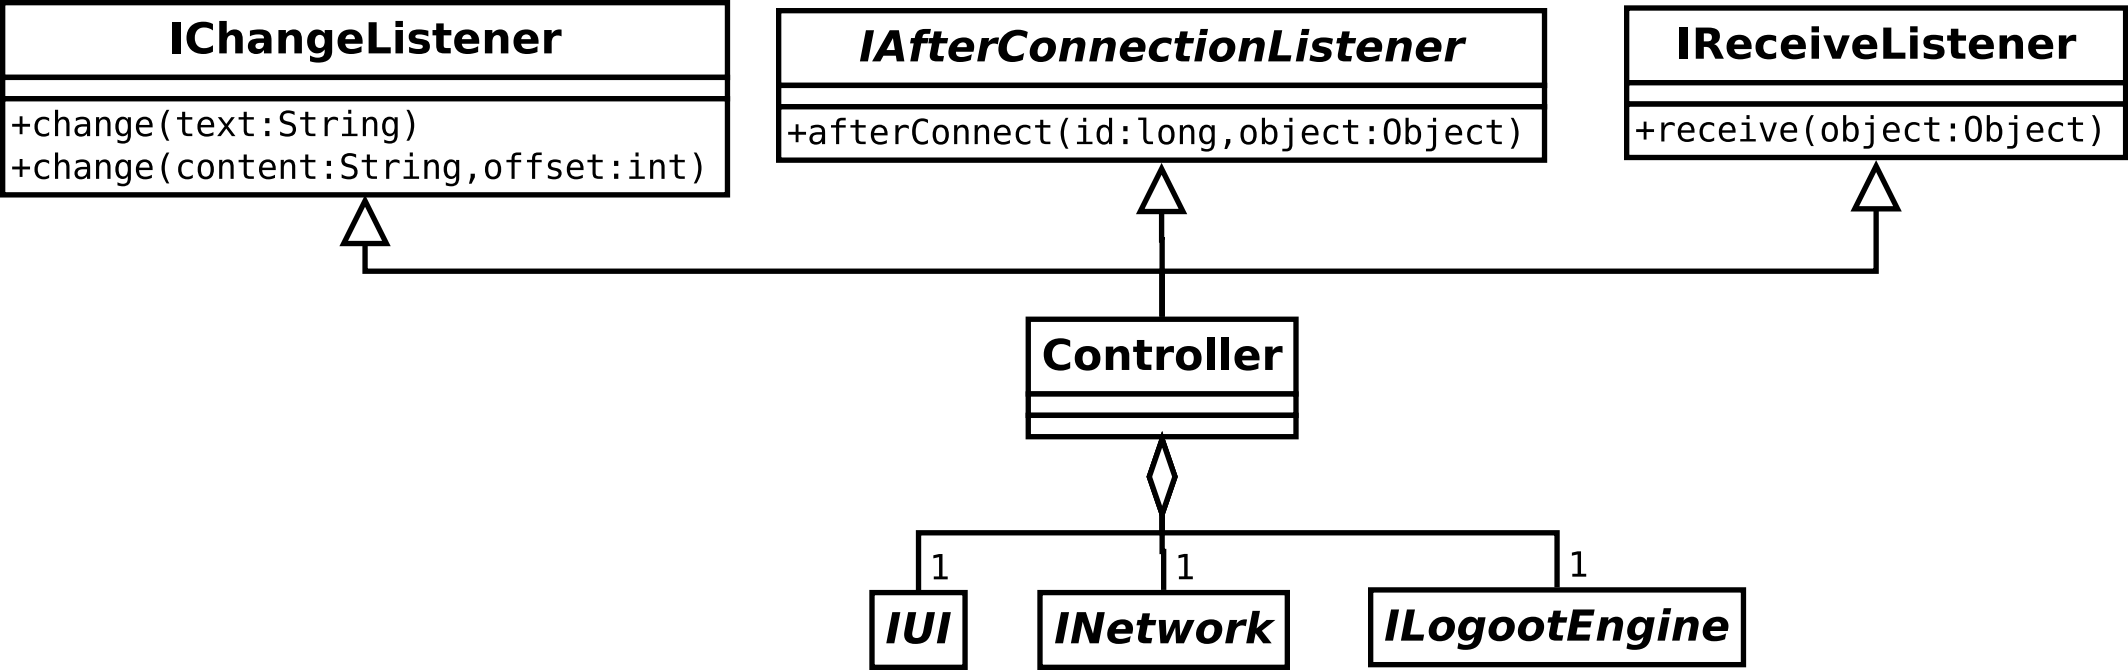 IChangeListener
+change(text:String)
+change(content:String,offset:int)
IAfterConnectionListener
+afterConnect(id:long,object:Object)
IReceiveListener
+receive(object:Object)
Controller
1
1
1
IUI
INetwork
ILogootEngine